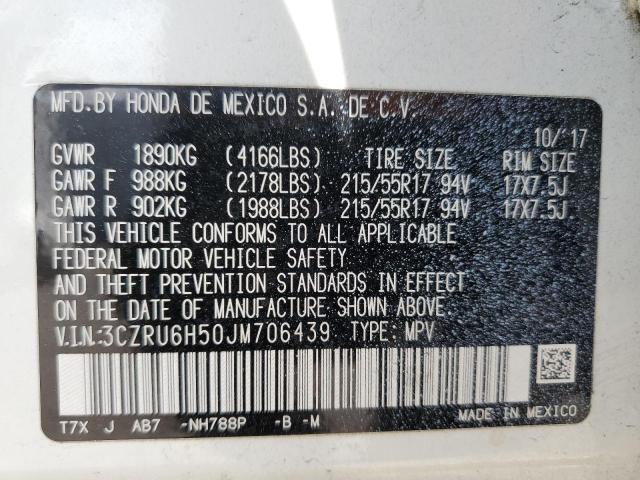 MFD. BY HONDA DE MEXICO S.A. DE C.V.
10/'17
GVWR 1890KG (4166LBS) TIRE SIZE RIM SIZE
GAWR F 988KG (2178LBS) 215/55R17 94V 17X7.5J
GAWR R 902KG (1988LBS) 215/55R17 94V 17X7.5J
THIS VEHICLE CONFORMS TO ALL APPLICABLE
FEDERAL MOTOR VEHICLE SAFETY
AND THEFT PREVENTION STANDARDS IN EFFECT
ON THE DATE OF MANUFACTURE SHOWN ABOVE.
V.I.N.:3CZRU6H50JM706439 TYPE: MPV
T7X J AB7 -NH788P -B -M MADE IN MEXICO